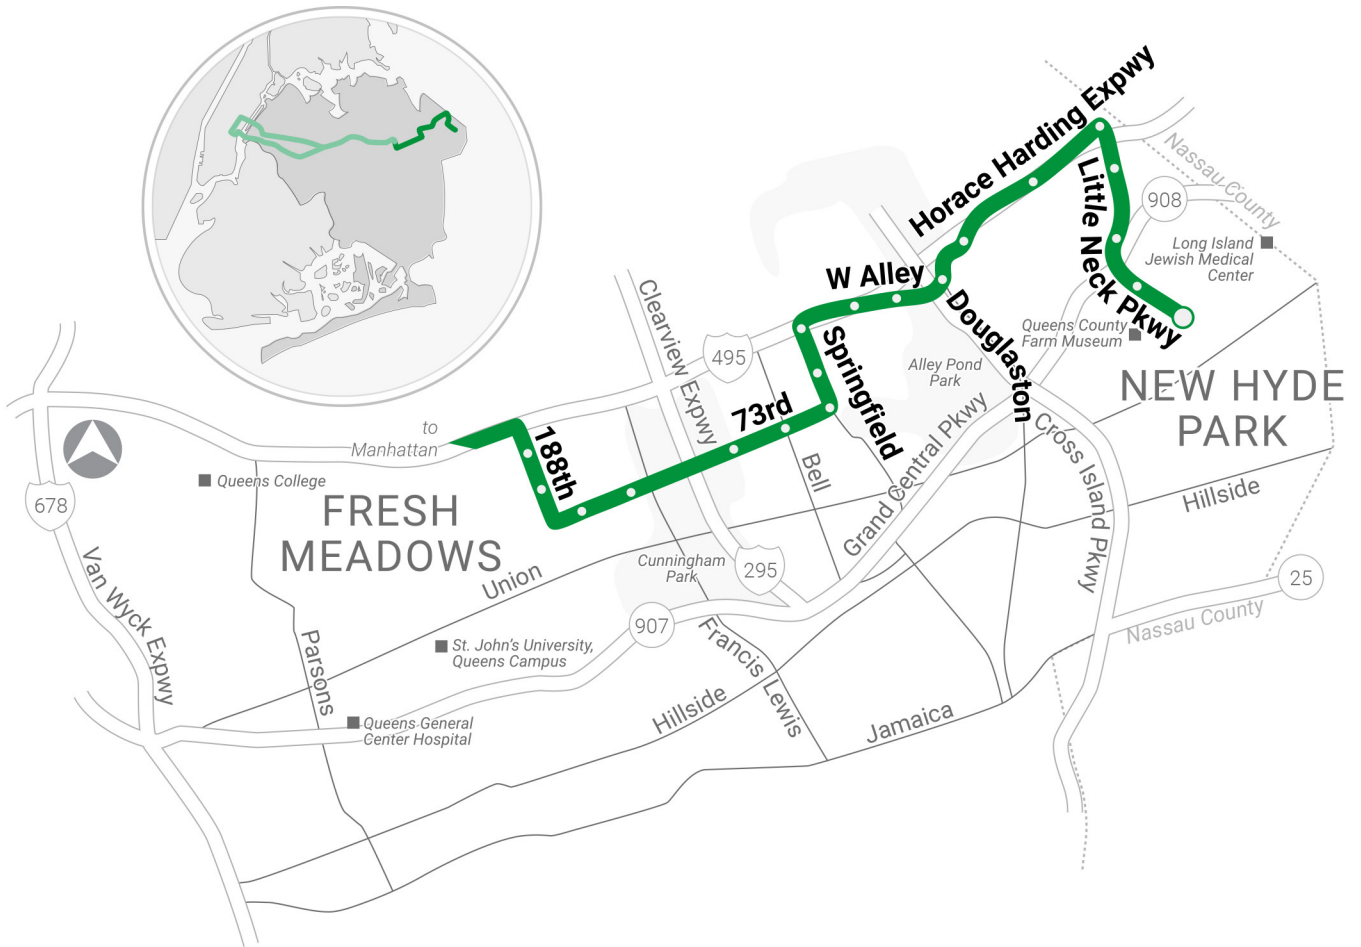 Horace Harding Expwy
Nassau County
908
Little Neck Pkwy
Long Island
Jewish Medical
Center
W Alley
Clearview Expwy
Douglaston
Queens County
Farm Museum
495
Springfield
Alley Pond
Park
NEW HYDE
PARK
73rd
to
Manhattan
188th
Bell
Grand Central Pkwy
Cross Island Pkwy
Queens College
678
FRESH
MEADOWS
Hillside
Van Wyck Expwy
Union
Cunningham
Park
295
25
Nassau County
907
Parsons
St. John's University,
Queens Campus
Francis Lewis
Hillside
Jamaica
Queens General
Center Hospital